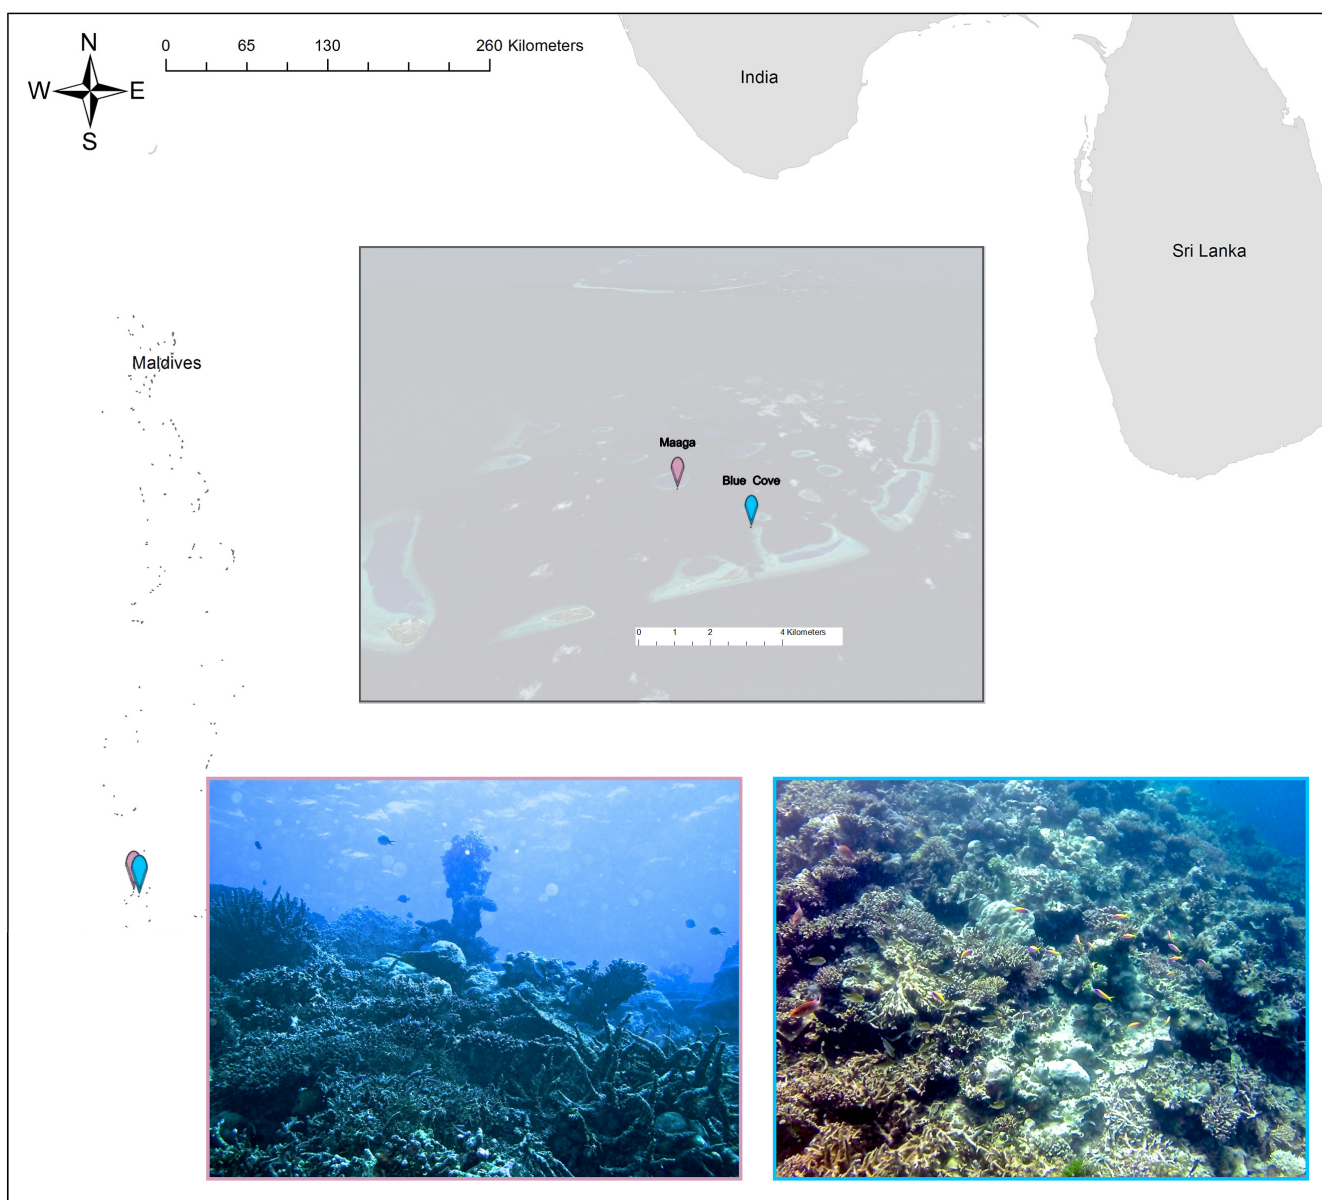 N
W E
S
0 65 130 260 Kilometers
India
Sri Lanka
Maldives
Maaga
Blue Cove
0 1 2 4 Kilometers